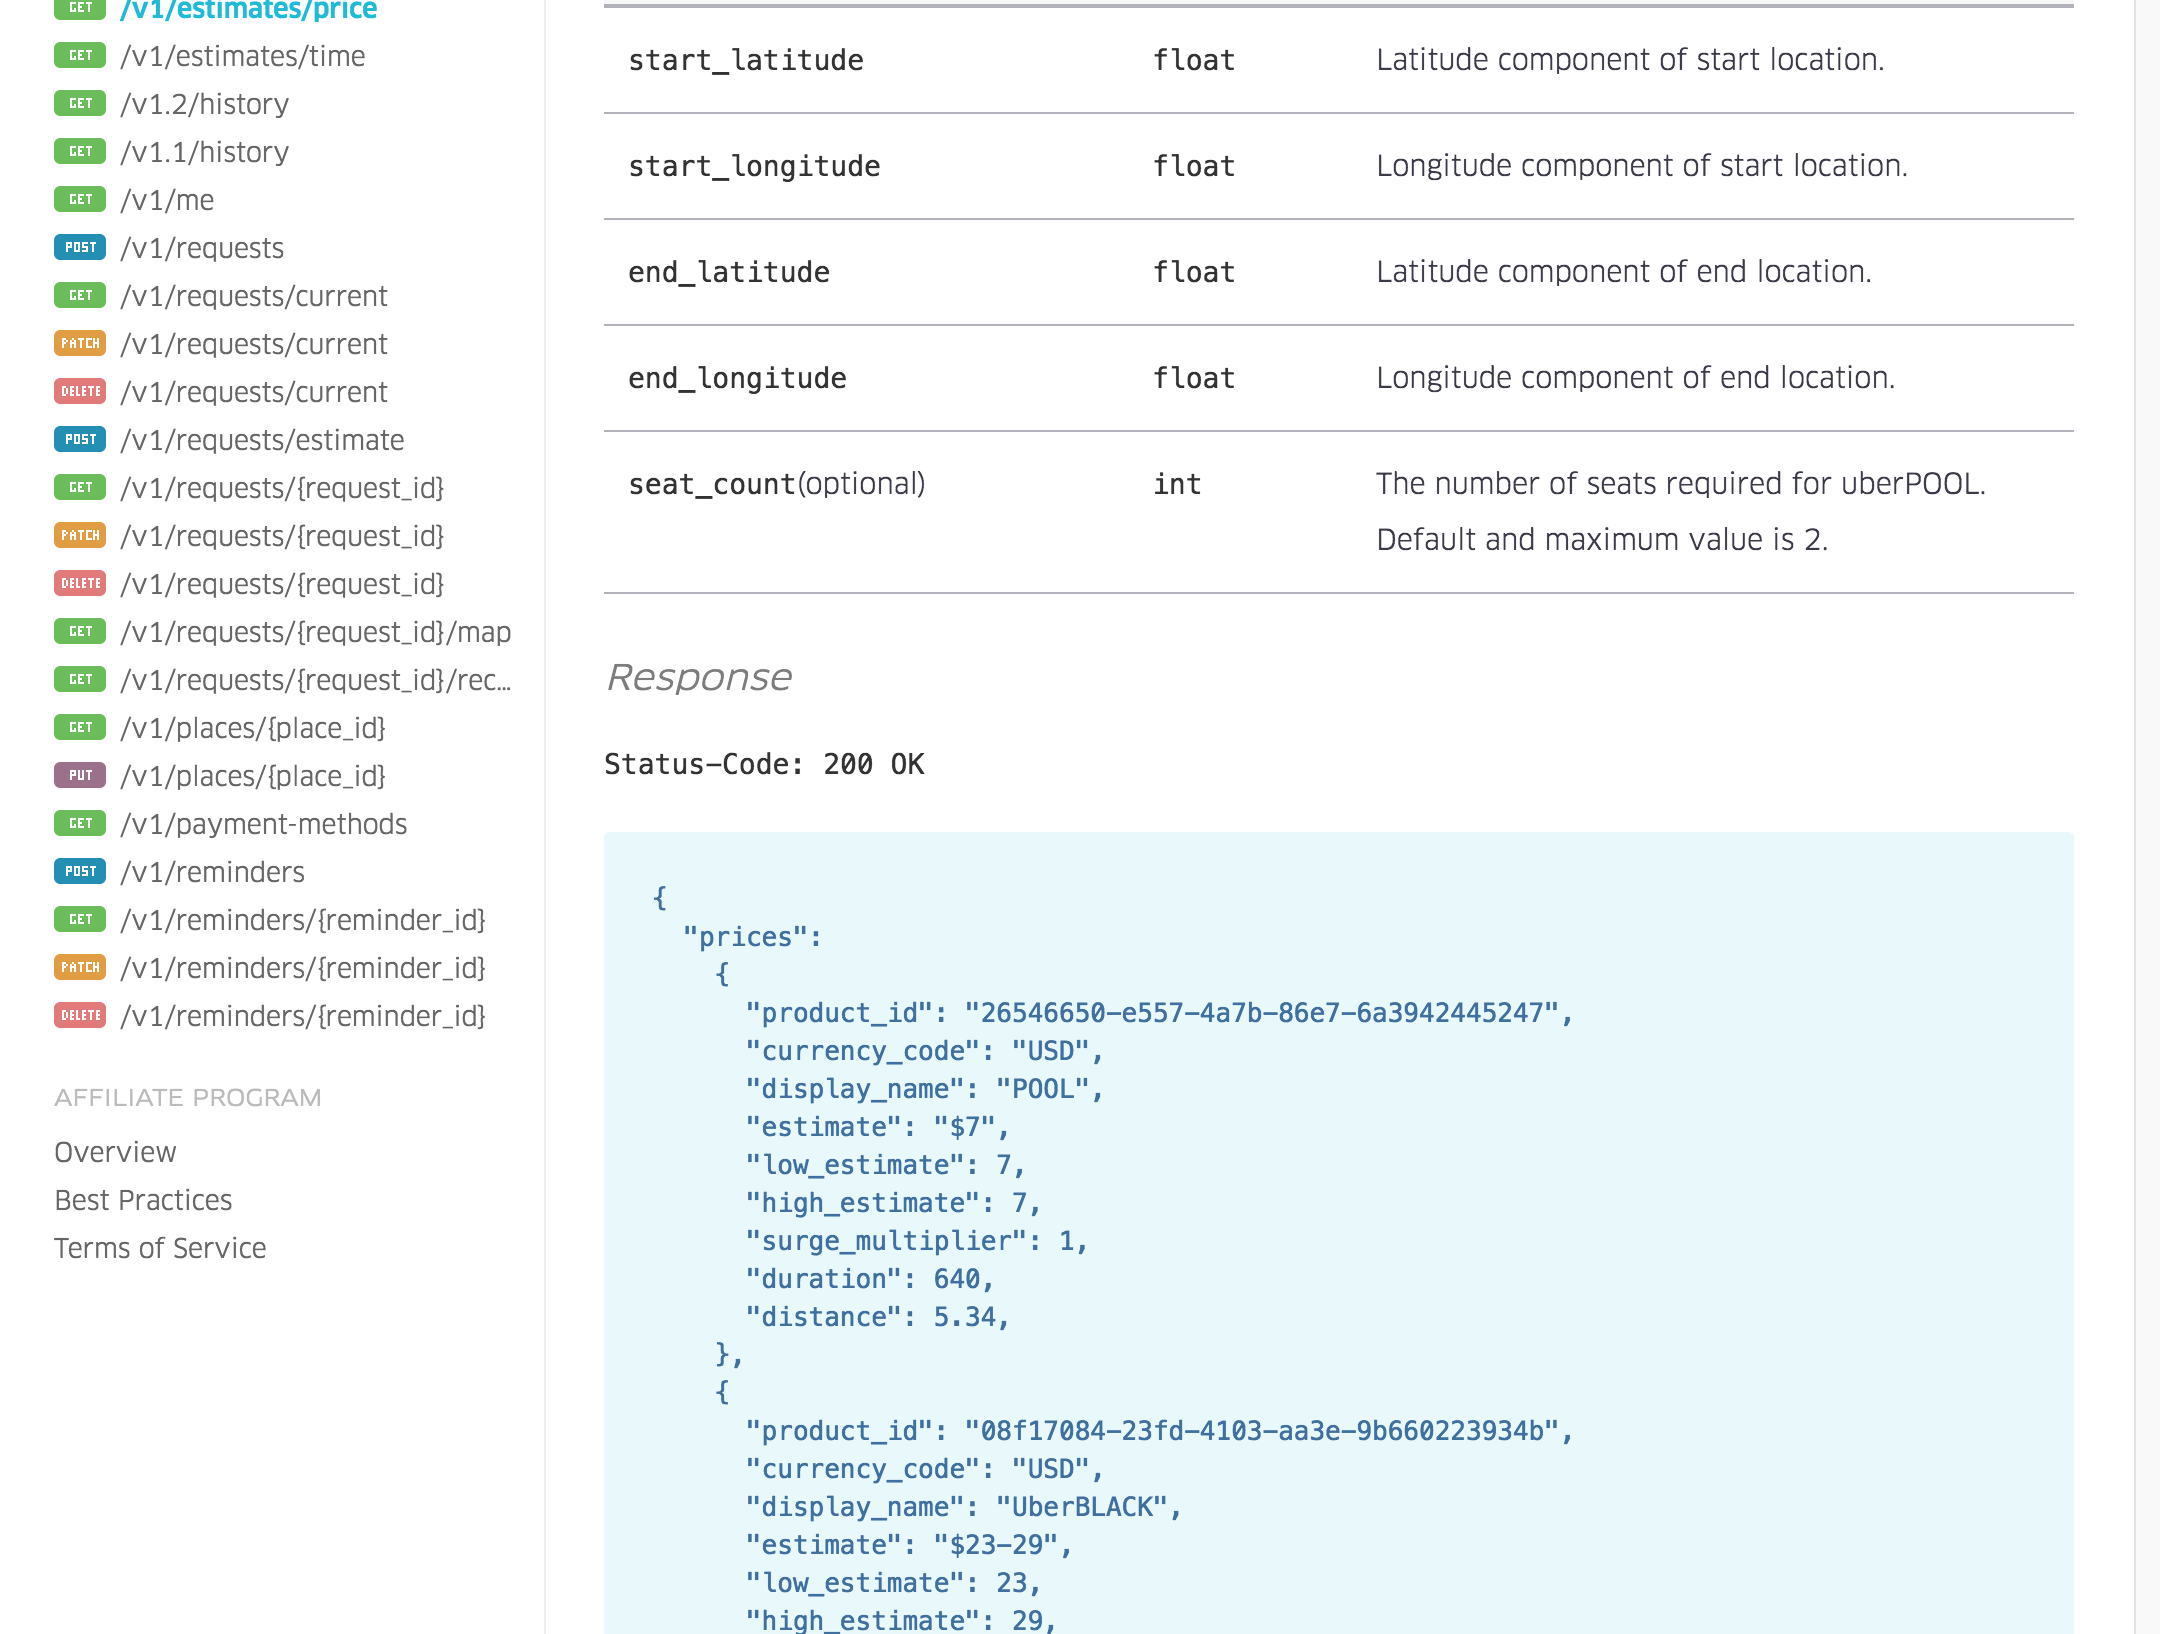 GET /v1/estimates/price
GET /v1/estimates/time
GET /v1.2/history
GET /v1.1/history
GET /v1/me
POST /v1/requests
GET /v1/requests/current
PATCH /v1/requests/current
DELETE /v1/requests/current
POST /v1/requests/estimate
GET /v1/requests/{request_id}
PATCH /v1/requests/{request_id}
DELETE /v1/requests/{request_id}
GET /v1/requests/{request_id}/map
GET /v1/requests/{request_id}/rec...
GET /v1/places/{place_id}
PUT /v1/places/{place_id}
GET /v1/payment-methods
POST /v1/reminders
GET /v1/reminders/{reminder_id}
PATCH /v1/reminders/{reminder_id}
DELETE /v1/reminders/{reminder_id}
AFFILIATE PROGRAM
Overview
Best Practices
Terms of Service
start_latitude float Latitude component of start location.
start_longitude float Longitude component of start location.
end_latitude float Latitude component of end location.
end_longitude float Longitude component of end location.
seat_count(optional) int The number of seats required for uberPOOL.
Default and maximum value is 2.
Response
Status-Code: 200 OK
{
"prices":
{
"product_id": "26546650-e557-4a7b-86e7-6a3942445247",
"currency_code": "USD",
"display_name": "POOL",
"estimate": "$7",
"low_estimate": 7,
"high_estimate": 7,
"surge_multiplier": 1,
"duration": 640,
"distance": 5.34,
},
{
"product_id": "08f17084-23fd-4103-aa3e-9b660223934b",
"currency_code": "USD",
"display_name": "UberBLACK",
"estimate": "$23-29",
"low_estimate": 23,
"high_estimate": 29,